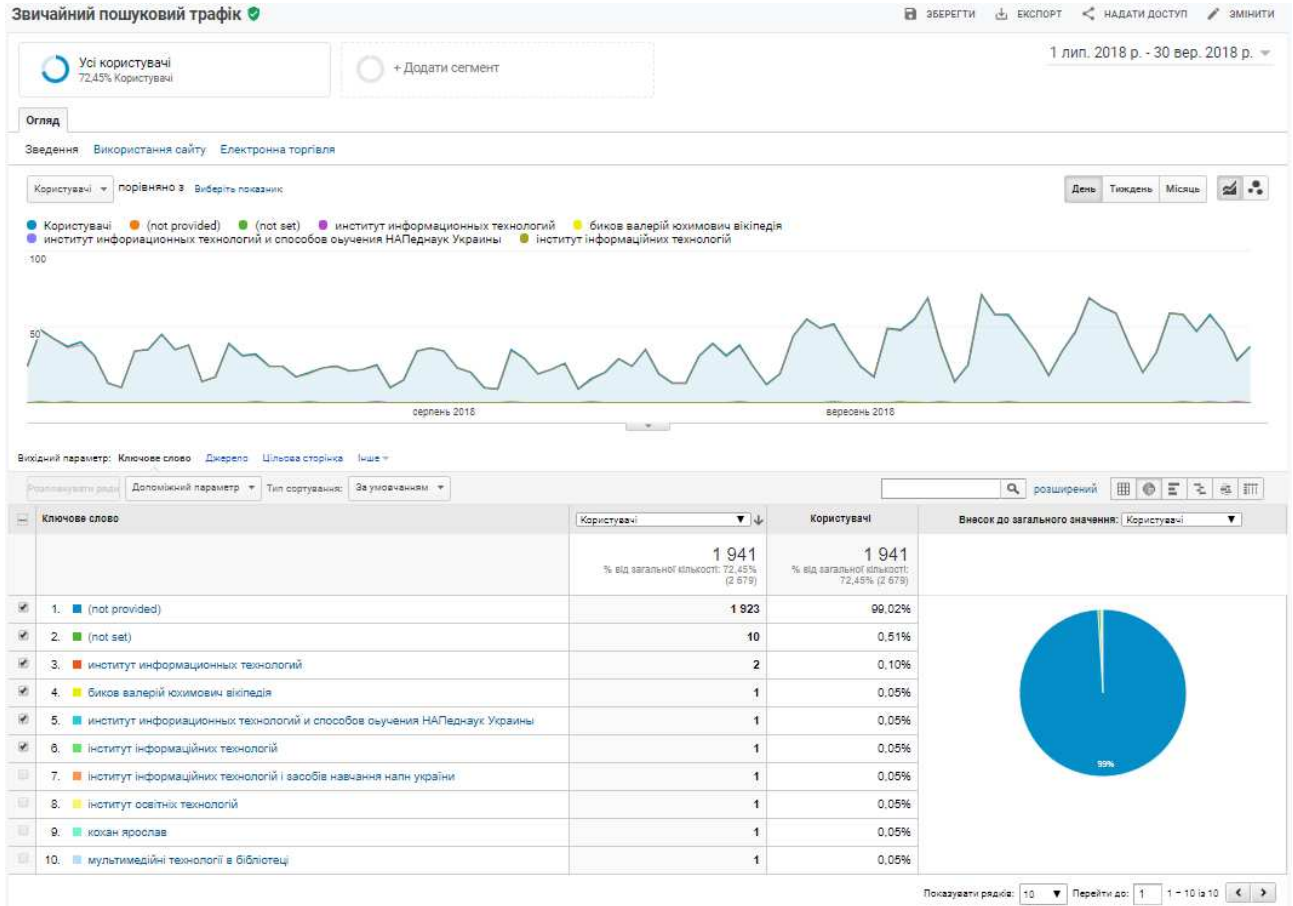 Звичайний пошуковий трафік
ЗБЕРЕГТИ ЕКСПОРТ НАДАТИ ДОСТУП ЗМІНИТИ
Усі користувачі
72,45% Користувачі
+ Додати сегмент
1 лип. 2018 р. - 30 вер. 2018 р.
Огляд
Зведення Використання сайту Електронна торгівля
Користувачі порівняно з Виберіть показник
День Тиждень Місяць
Користувачі (not provided) (not set) институт информационных технологий биков валерій юхимович вікіпедія
институт инфориационных технологий и способов оьучения НАПеднаук Украины інститут інформаційних технологій
100
50
серпень 2018 вересень 2018
Вихідний параметр: Ключове слово Джерело Цільова сторінка Інше
Розпланувати ряди Допоміжний параметр Тип сортування: За умовчанням розширений
Ключове слово Користувачі Користувачі Внесок до загального значення: Користувачі
1 941 1 941
% від загальної кількості: 72,45% % від загальної кількості:
(2 679) 72,45% (2 679)
1. (not provided) 1 923 99,02%
2. (not set) 10 0,51%
3. институт информационных технологий 2 0,10%
4. биков валерій юхимович вікіпедія 1 0,05%
5. институт инфориационных технологий и способов оьучения НАПеднаук Украины 1 0,05%
6. інститут інформаційних технологій 1 0,05%
7. інститут інформаційних технологій і засобів навчання напн україни 1 0,05%
8. інститут освітніх технологій 1 0,05%
9. кохан ярослав 1 0,05%
10. мультимедійні технології в бібліотеці 1 0,05%
99%
Показувати рядків: 10 Перейти до: 1 1 – 10 із 10